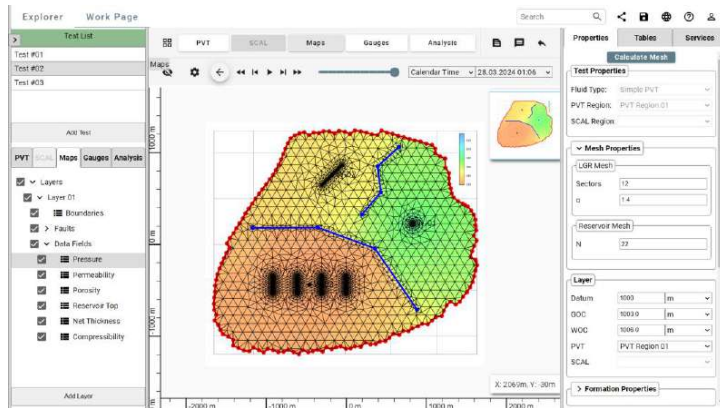 Explorer Work Page Search
> Test List
Test #01
Test #02
Test #03
Add Test
PVT SCAL Maps Gauges Analysis
Layers
Layer 01
Boundaries
Faults
Data Fields
Pressure
Permeability
Porosity
Reservoir Top
Net Thickness
Compressibility
Add Layer
PVT SCAL Maps Gauges Analysis
Maps
Calendar Time 28.03.2024 01:06
1000 m
0 m
-1000 m
-2000 m -1000 m 0 m 1000 m 2000 m
X: 2069m, Y: -30m
Properties Tables Services
Calculate Mesh
Test Properties
Fluid Type: Simple PVT
PVT Region: PVT Region 01
SCAL Region
Mesh Properties
LGR Mesh
Sectors 12
α 1.4
Reservoir Mesh
N 22
Layer
Datum 1000 m
GOC 1000.0 m
WOC 1006.0 m
PVT PVT Region 01
SCAL
> Formation Properties